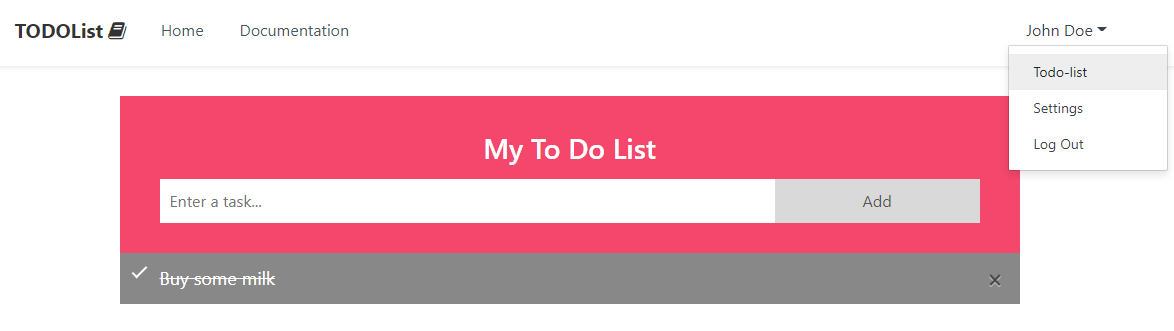 TODOList Home Documentation John Doe
Todo-list
Settings
Log Out
My To Do List
Enter a task... Add
Buy some milk